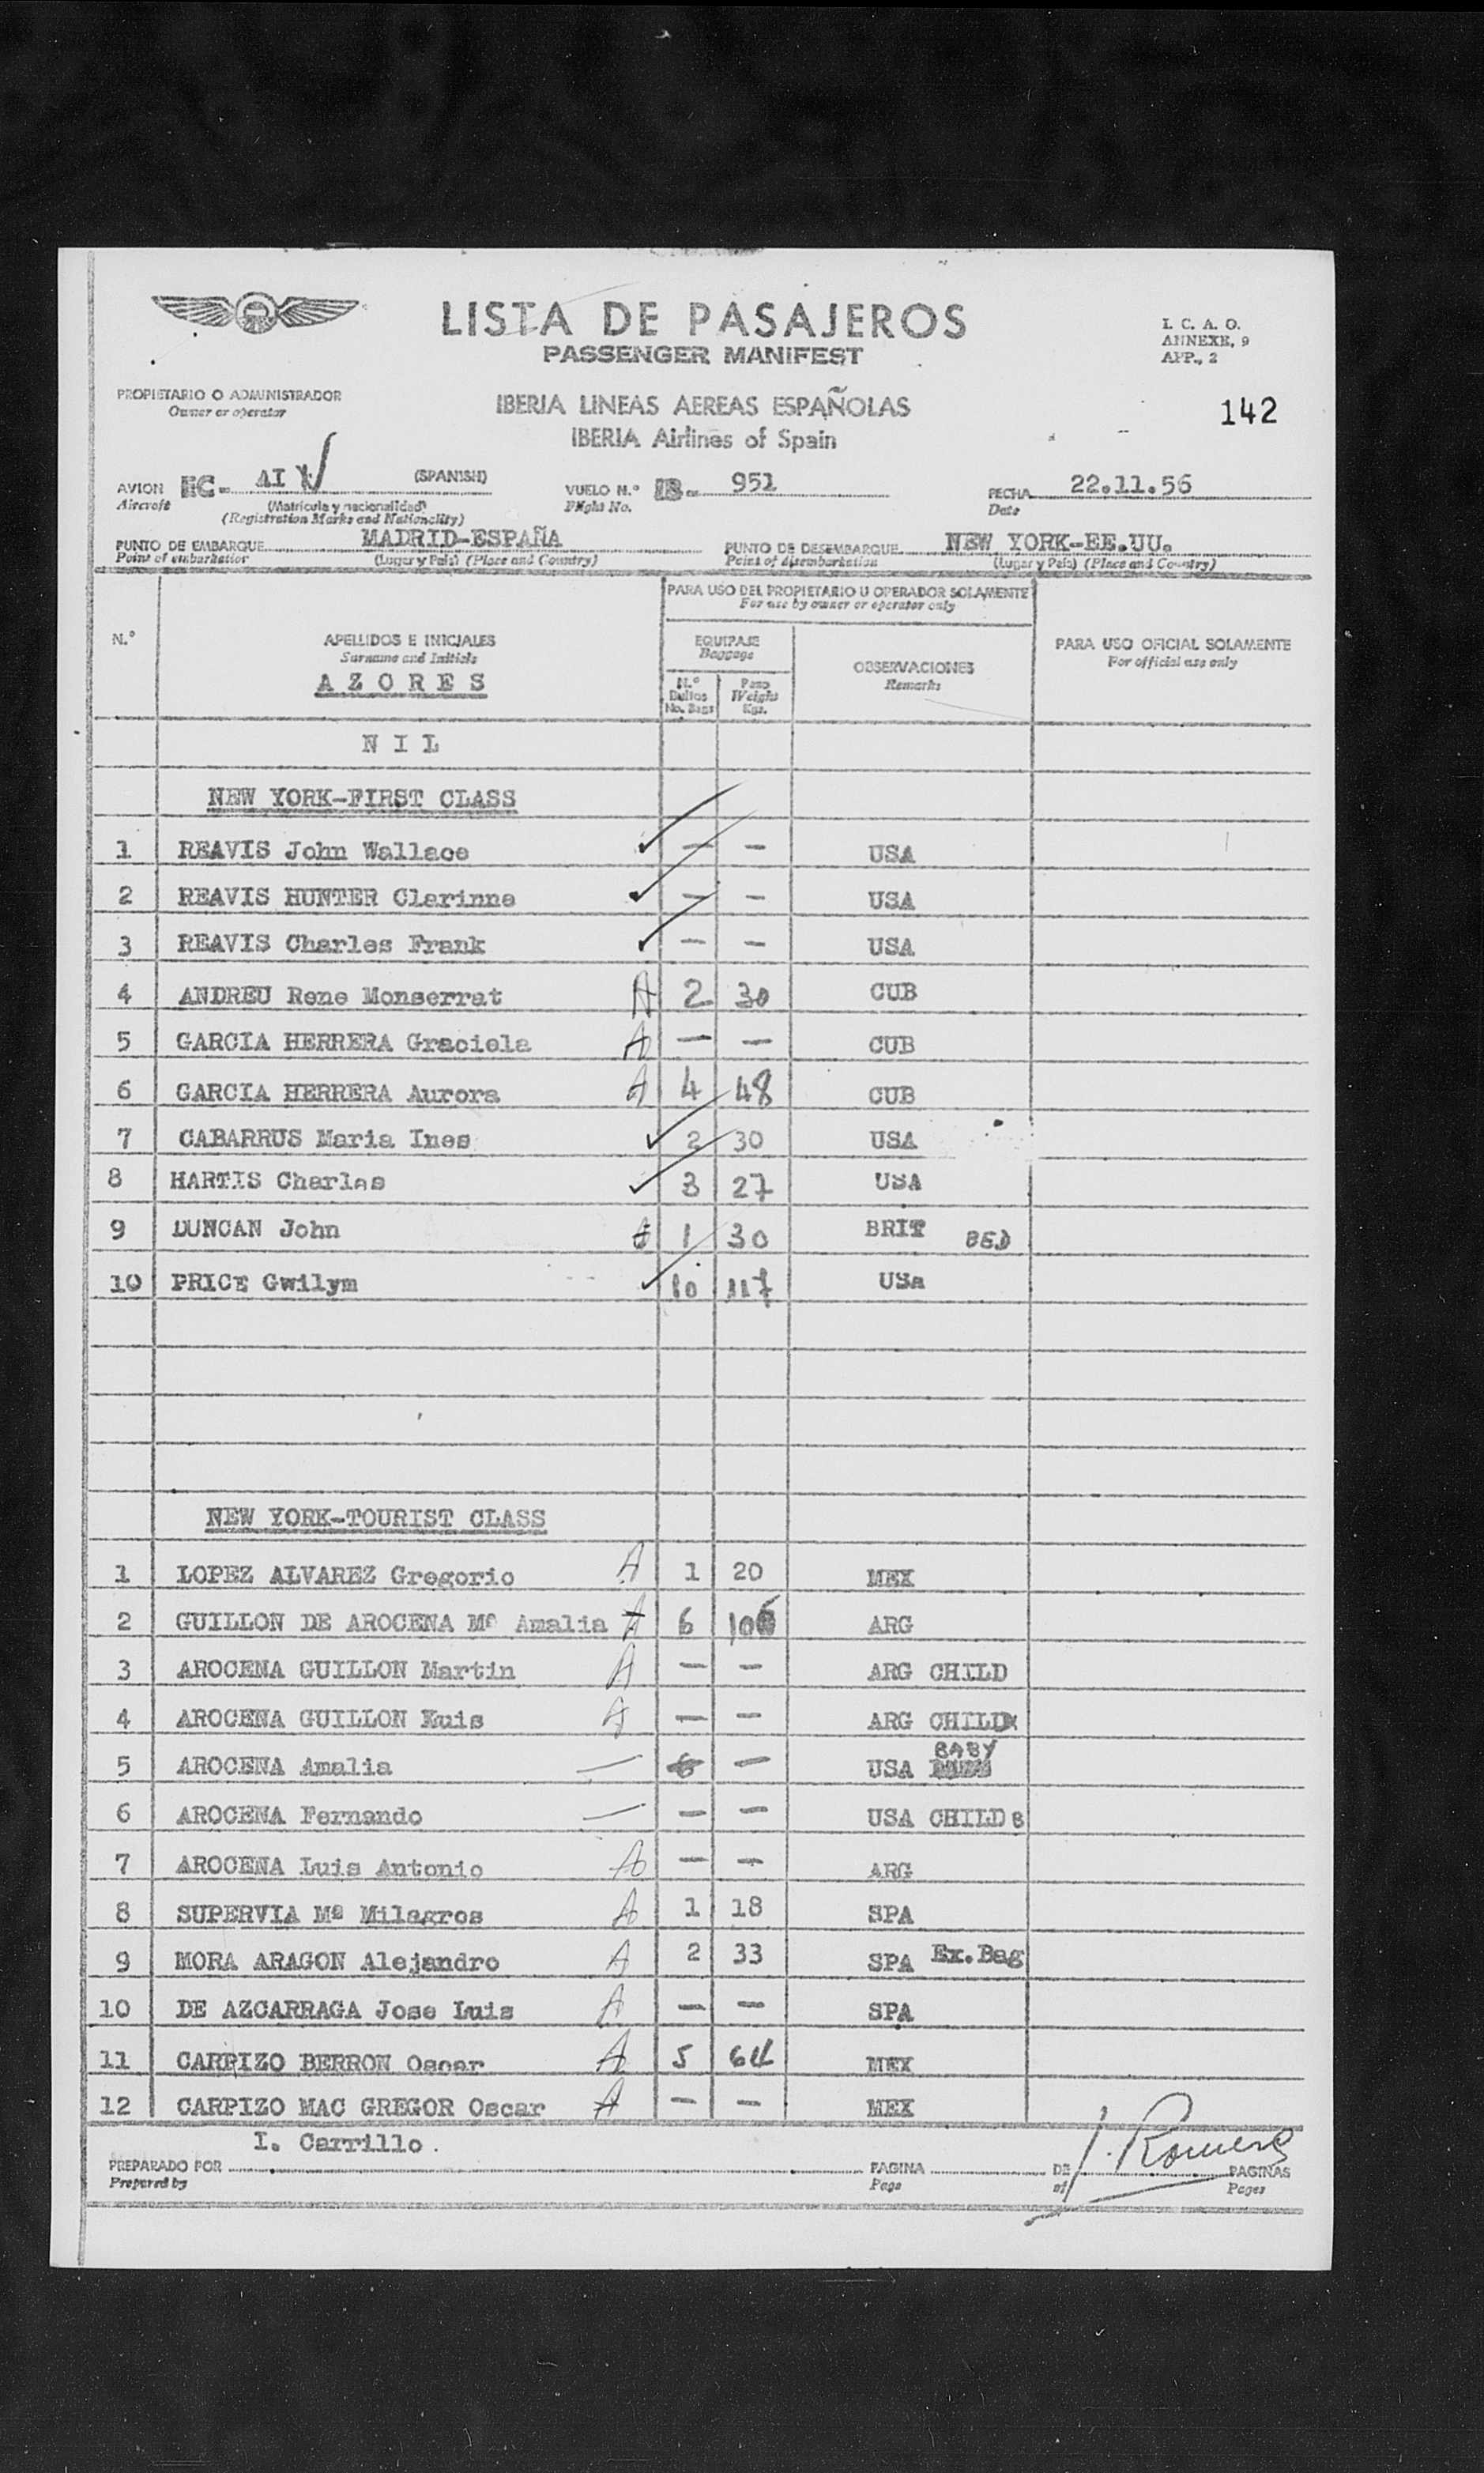 LISTA DE PASAJEROS
PASSENGER MANIFEST
I. C. A. O.
ANNEXE, 9
APP., 2
PROPIETARIO O ADMINISTRADOR
Owner or operator
IBERIA LINEAS AEREAS ESPAÑOLAS
IBERIA Airlines of Spain
142
AVION EC- AI (SPANISH) VUELO N.° IB- 951 FECHA 22.11.56
Aircraft (Matricula y nacionalidad) Flight No. Date
(Registration Marks and Nationality)
PUNTO DE EMBARQUE MADRID-ESPAÑA PUNTO DE DESEMBARQUE NEW YORK-EE.UU.
Point of embarkation (Lugar y País) (Place and Country) Point of disembarkation (Lugar y País) (Place and Country)
PARA USO DEL PROPIETARIO U OPERADOR SOLAMENTE
For use by owner or operator only
N.° APELLIDOS E INICIALES EQUIPAJE PARA USO OFICIAL SOLAMENTE
Surname and Initials Baggage OBSERVACIONES For official use only
AZORES N.° Bultos No. Bags Peso Weight Kgs. Remarks
NIL
NEW YORK-FIRST CLASS
1 REAVIS John Wallace — — USA
2 REAVIS HUNTER Clarinne — — USA
3 REAVIS Charles Frank — — USA
4 ANDREU Rene Monserrat A 2 30 CUB
5 GARCIA HERRERA Graciela A — — CUB
6 GARCIA HERRERA Aurora A 4 48 CUB
7 CABARRUS Maria Ines 2 30 USA
8 HARTIS Charles 3 27 USA
9 DUNCAN John A 1 30 BRIT BED
10 PRICE Gwilym 10 117 USa
NEW YORK-TOURIST CLASS
1 LOPEZ ALVAREZ Gregorio A 1 20 MEX
2 GUILLON DE AROCENA Mª Amalia A 6 106 ARG
3 AROCENA GUILLON Martin A — — ARG CHILD
4 AROCENA GUILLON Kuis A — — ARG CHILD
5 AROCENA Amalia — — USA BABY
6 AROCENA Fernando — — — USA CHILD 8
7 AROCENA Luis Antonio A — — ARG
8 SUPERVIA Mª Milagros A 1 18 SPA
9 MORA ARAGON Alejandro A 2 33 SPA Ex.Bag
10 DE AZCARRAGA Jose Luis A — — SPA
11 CARPIZO BERRON Oscar A 5 64 MEX
12 CARPIZO MAC GREGOR Oscar A — — MEX
I. Carrillo.
PREPARADO POR PAGINA DE J. Romero PAGINAS
Prepared by Page of Pages